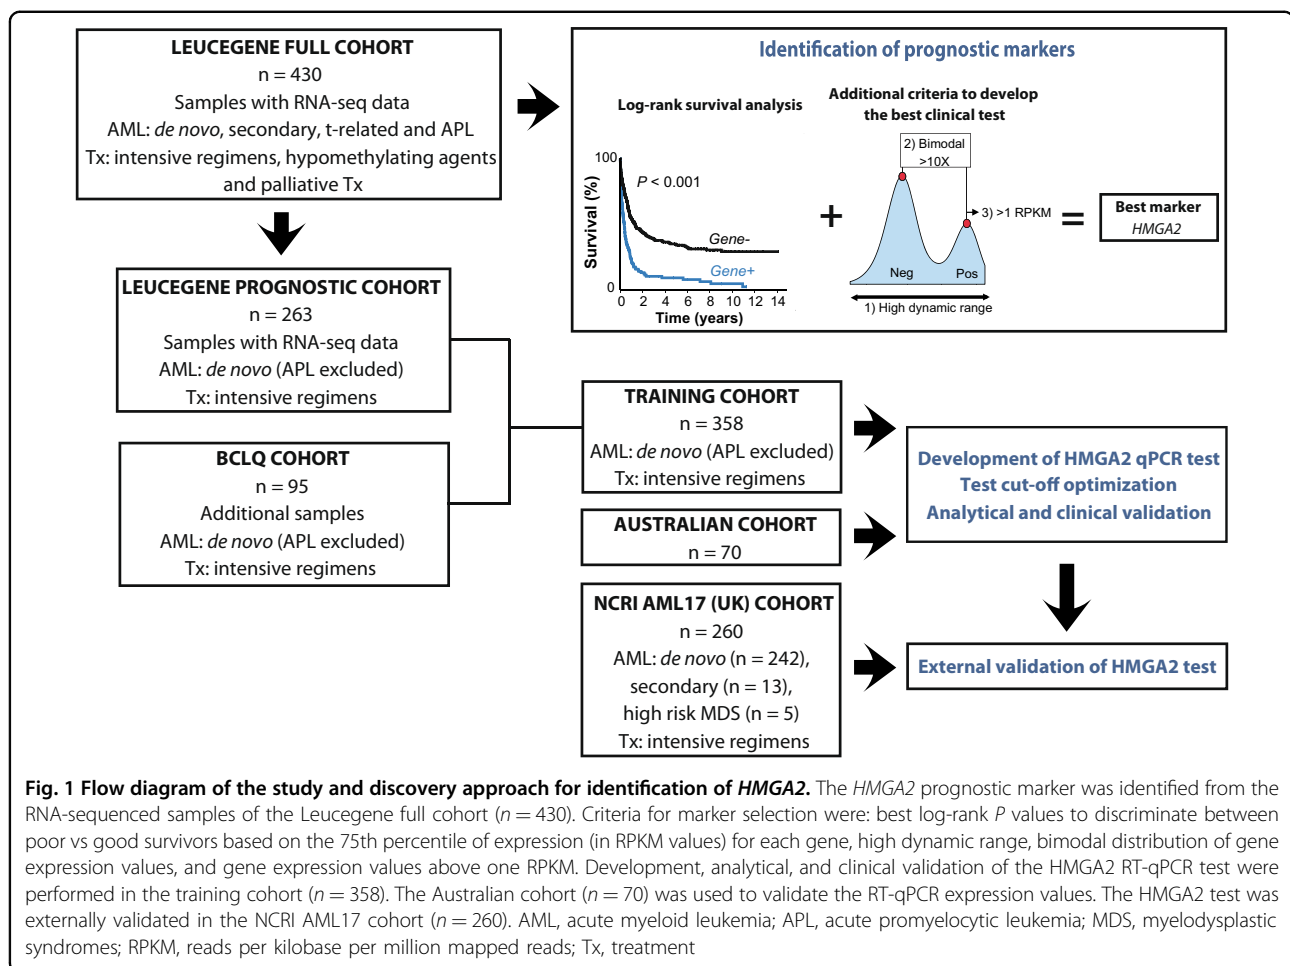 LEUCEGENE FULL COHORT
n = 430
Samples with RNA-seq data
AML: de novo, secondary, t-related and APL
Tx: intensive regimens, hypomethylating agents
and palliative Tx
Identification of prognostic markers
Log-rank survival analysis
100
P < 0.001
Gene-
Gene+
Survival (%)
0
0 2 4 6 8 10 12 14
Time (years)
+
Additional criteria to develop
the best clinical test
2) Bimodal
>10X
3) >1 RPKM
Neg
Pos
1) High dynamic range
=
Best marker
HMGA2
LEUCEGENE PROGNOSTIC COHORT
n = 263
Samples with RNA-seq data
AML: de novo (APL excluded)
Tx: intensive regimens
BCLQ COHORT
n = 95
Additional samples
AML: de novo (APL excluded)
Tx: intensive regimens
TRAINING COHORT
n = 358
AML: de novo (APL excluded)
Tx: intensive regimens
AUSTRALIAN COHORT
n = 70
Development of HMGA2 qPCR test
Test cut-off optimization
Analytical and clinical validation
NCRI AML17 (UK) COHORT
n = 260
AML: de novo (n = 242),
secondary (n = 13),
high risk MDS (n = 5)
Tx: intensive regimens
External validation of HMGA2 test
Fig. 1 Flow diagram of the study and discovery approach for identification of HMGA2. The HMGA2 prognostic marker was identified from the
RNA-sequenced samples of the Leucegene full cohort (n = 430). Criteria for marker selection were: best log-rank P values to discriminate between
poor vs good survivors based on the 75th percentile of expression (in RPKM values) for each gene, high dynamic range, bimodal distribution of gene
expression values, and gene expression values above one RPKM. Development, analytical, and clinical validation of the HMGA2 RT-qPCR test were
performed in the training cohort (n = 358). The Australian cohort (n = 70) was used to validate the RT-qPCR expression values. The HMGA2 test was
externally validated in the NCRI AML17 cohort (n = 260). AML, acute myeloid leukemia; APL, acute promyelocytic leukemia; MDS, myelodysplastic
syndromes; RPKM, reads per kilobase per million mapped reads; Tx, treatment